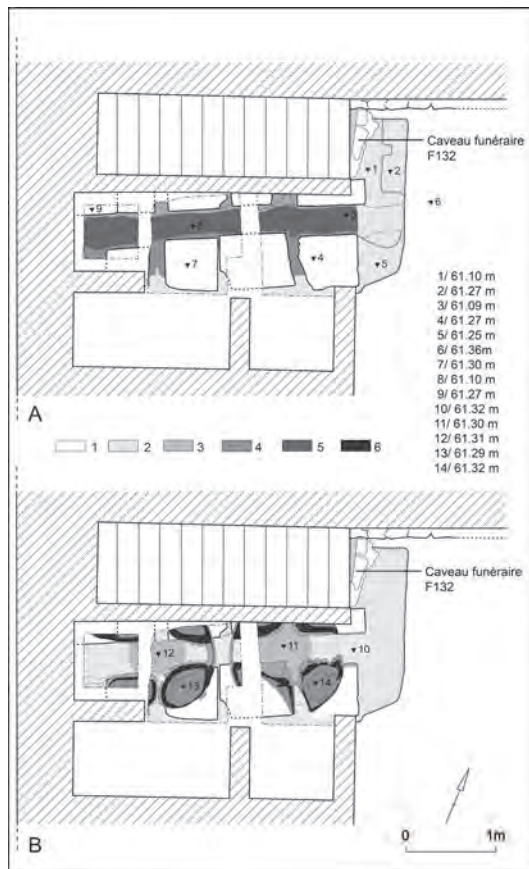 Caveau funéraire
F132
▾1
▾2
▾6
▾9
▾8
▾3
▾7
▾4
▾5
1/ 61.10 m
2/ 61.27 m
3/ 61.09 m
4/ 61.27 m
5/ 61.25 m
6/ 61.36m
7/ 61.30 m
8/ 61.10 m
9/ 61.27 m
10/ 61.32 m
11/ 61.30 m
12/ 61.31 m
13/ 61.29 m
14/ 61.32 m
A
1 2 3 4 5 6
Caveau funéraire
F132
▾12
▾11
▾10
▾13
▾14
B
0 1m